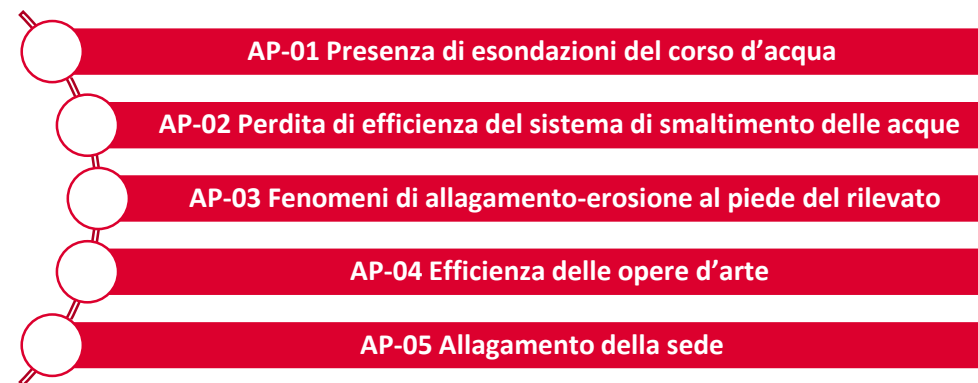 AP-01 Presenza di esondazioni del corso d’acqua
AP-02 Perdita di efficienza del sistema di smaltimento delle acque
AP-03 Fenomeni di allagamento-erosione al piede del rilevato
AP-04 Efficienza delle opere d’arte
AP-05 Allagamento della sede